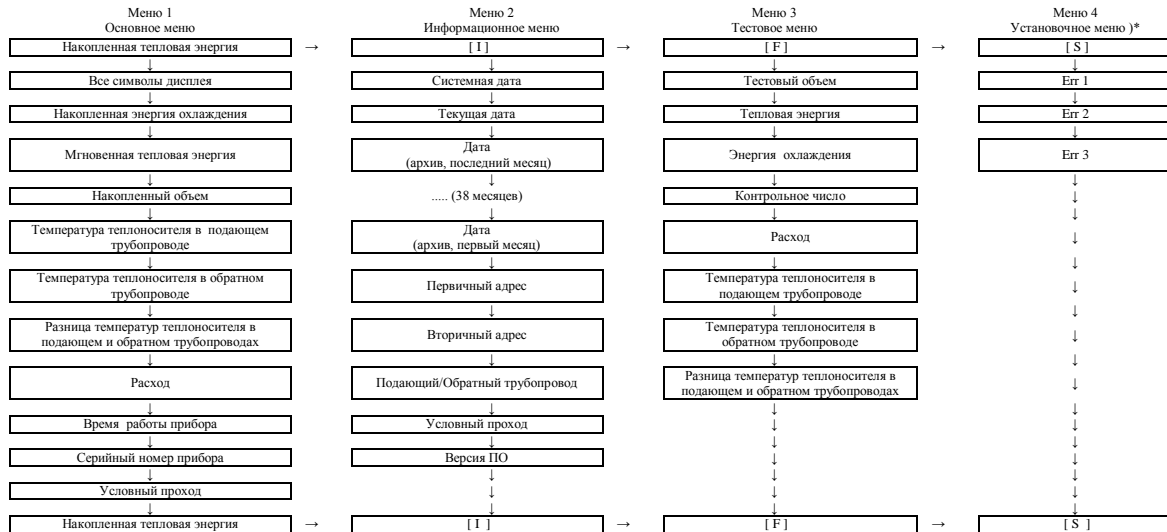 Меню 1
Основное меню
Накопленная тепловая энергия
Все символы дисплея
Накопленная энергия охлаждения
Мгновенная тепловая энергия
Накопленный объем
Температура теплоносителя в подающем
трубопроводе
Температура теплоносителя в обратном
трубопроводе
Разница температур теплоносителя в
подающем и обратном трубопроводах
Расход
Время работы прибора
Серийный номер прибора
Условный проход
Накопленная тепловая энергия
Меню 2
Информационное меню
[ I ]
Системная дата
Текущая дата
Дата
(архив, последний месяц)
..... (38 месяцев)
Дата
(архив, первый месяц)
Первичный адрес
Вторичный адрес
Подающий/Обратный трубопровод
Условный проход
Версия ПО
[ I ]
Меню 3
Тестовое меню
[ F ]
Тестовый объем
Тепловая энергия
Энергия охлаждения
Контрольное число
Расход
Температура теплоносителя в
подающем трубопроводе
Температура теплоносителя в
обратном трубопроводе
Разница температур теплоносителя в
подающем и обратном трубопроводах
[ F ]
Меню 4
Установочное меню )*
[ S ]
Err 1
Err 2
Err 3
[ S ]